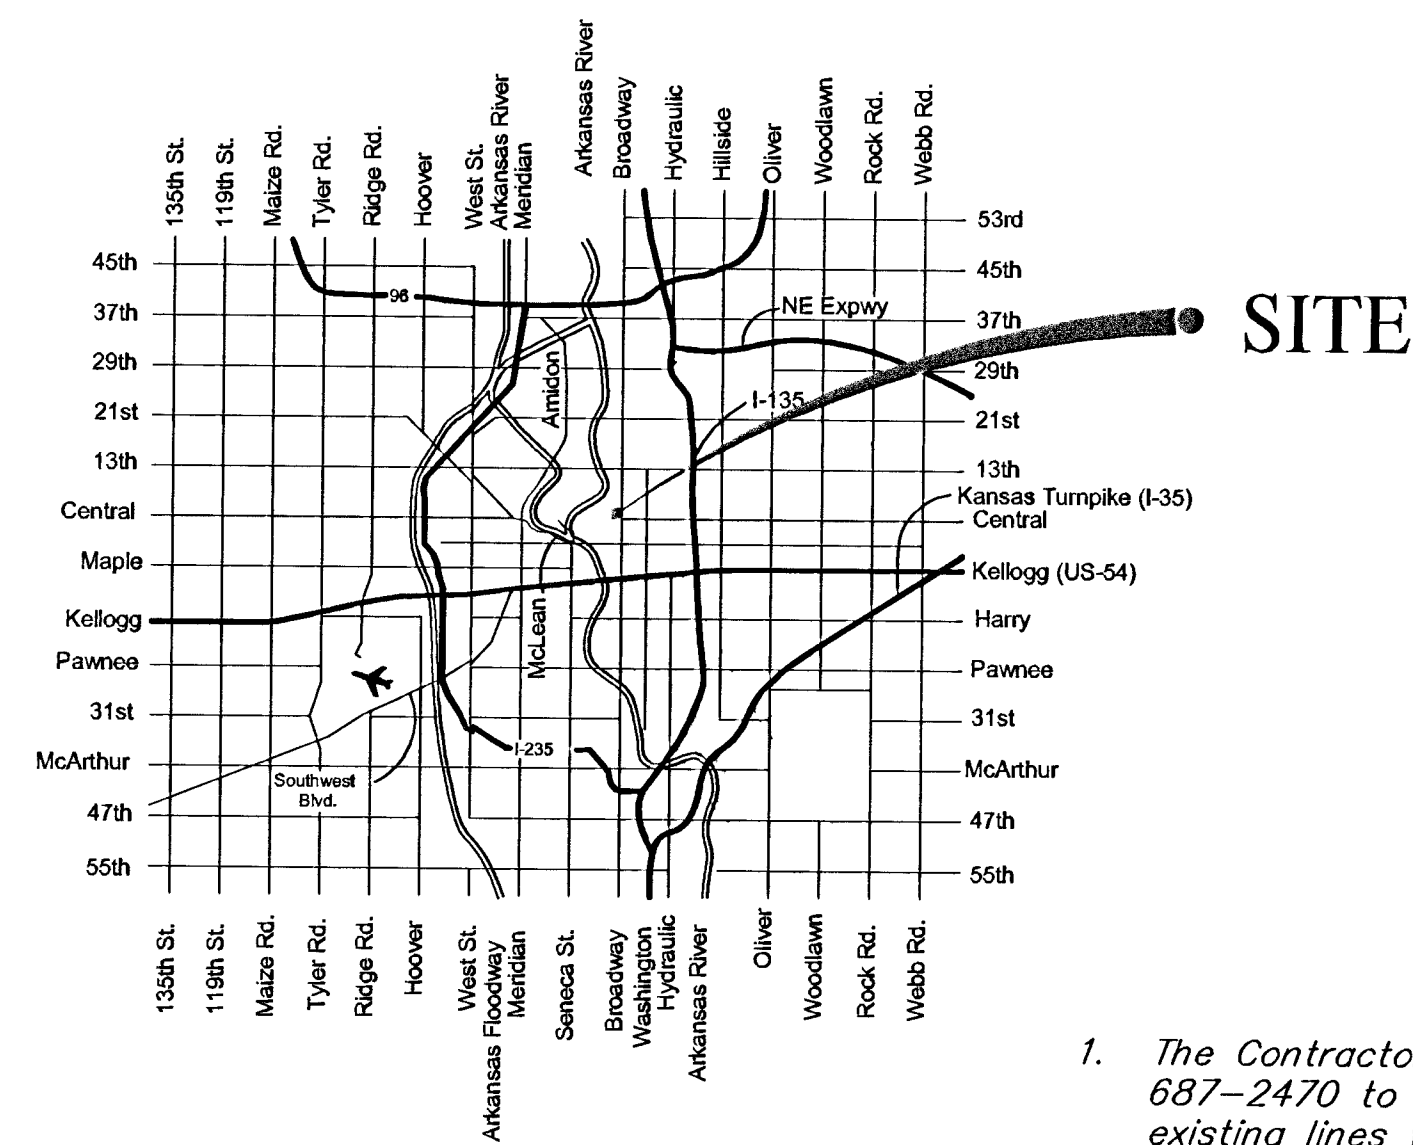 135th St.
119th St.
Maize Rd.
Tyler Rd.
Ridge Rd.
Hoover
West St.
Arkansas River
Meridian
Arkansas River
Broadway
Hydraulic
Hillside
Oliver
Woodlawn
Rock Rd.
Webb Rd.
45th
37th
29th
21st
13th
Central
Maple
Kellogg
Pawnee
31st
McArthur
47th
55th
96
Amidon
McLean
I-235
Southwest
Blvd.
NE Expwy
I-135
53rd
45th
37th
29th
21st
13th
Kansas Turnpike (I-35)
Central
Kellogg (US-54)
Harry
Pawnee
31st
McArthur
47th
55th
SITE
135th St.
119th St.
Maize Rd.
Tyler Rd.
Ridge Rd.
Hoover
West St.
Arkansas Floodway
Meridian
Seneca St.
Broadway
Washington
Hydraulic
Arkansas River
Oliver
Woodlawn
Rock Rd.
Webb Rd.
1. The Contracto
687-2470 to
existing lines